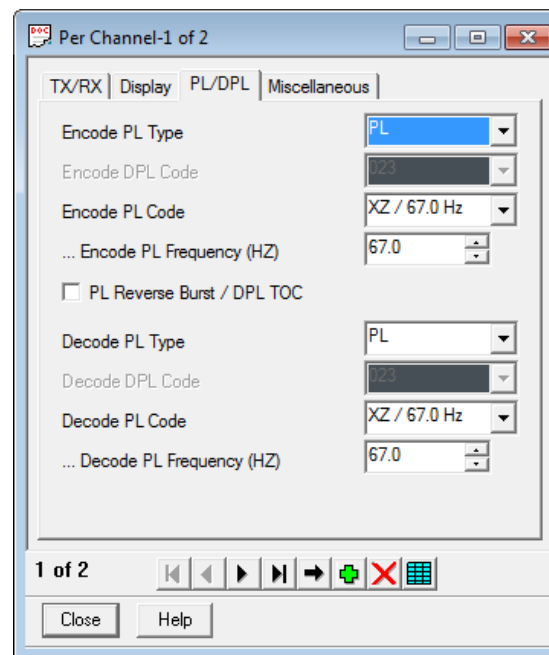 DOC Per Channel-1 of 2
TX/RX Display PL/DPL Miscellaneous
Encode PL Type PL
Encode DPL Code 023
Encode PL Code XZ / 67.0 Hz
... Encode PL Frequency (HZ) 67.0
PL Reverse Burst / DPL TOC
Decode PL Type PL
Decode DPL Code 023
Decode PL Code XZ / 67.0 Hz
... Decode PL Frequency (HZ) 67.0
1 of 2
Close Help